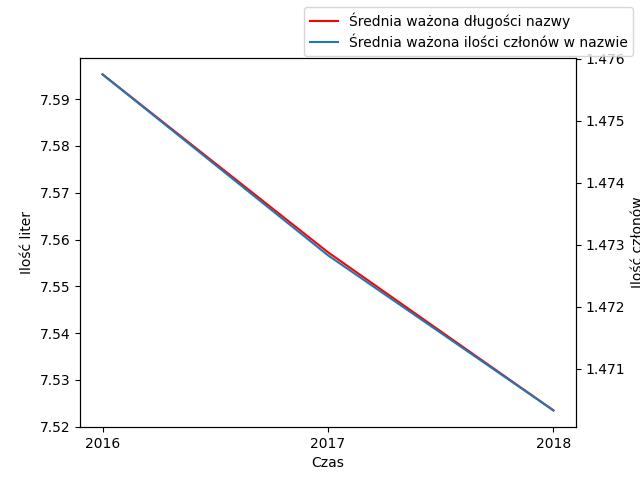 Średnia ważona długości nazwy
Średnia ważona ilości członów w nazwie
7.59
7.58
7.57
7.56
7.55
7.54
7.53
7.52
Ilość liter
1.476
1.475
1.474
1.473
1.472
1.471
Ilość członów
2016 2017 2018
Czas